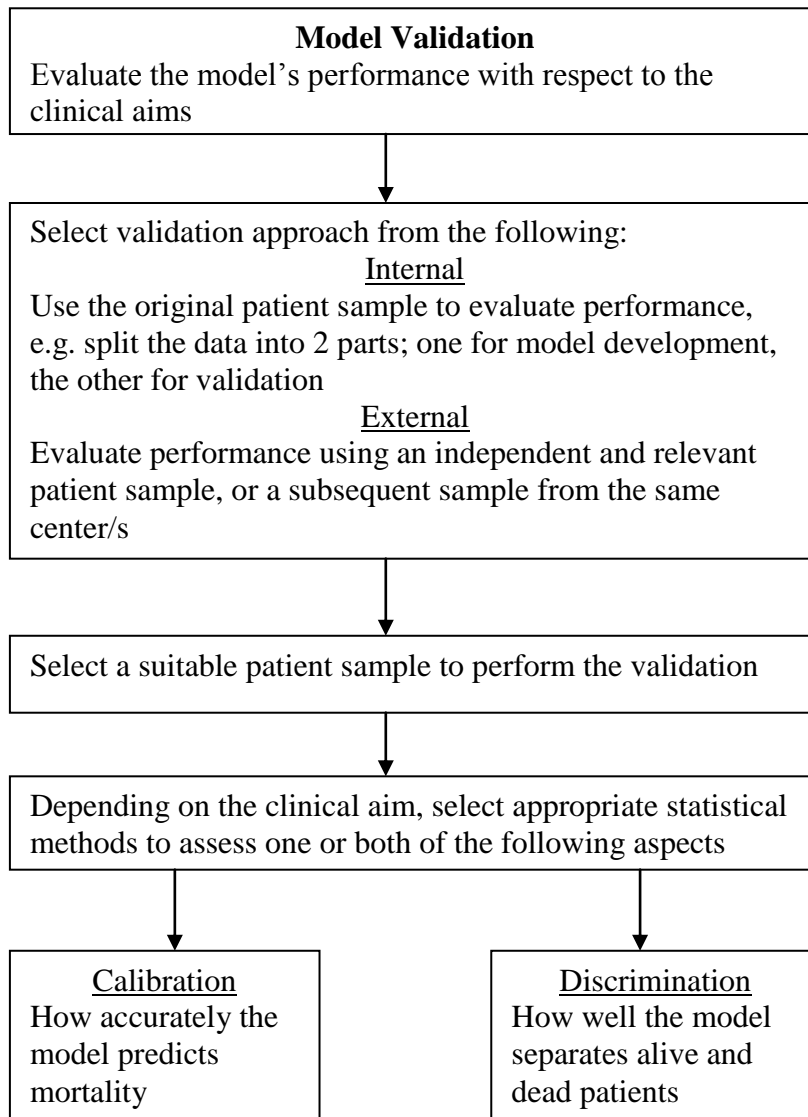 Model Validation
Evaluate the model’s performance with respect to the
clinical aims
Select validation approach from the following:
Internal
Use the original patient sample to evaluate performance,
e.g. split the data into 2 parts; one for model development,
the other for validation
External
Evaluate performance using an independent and relevant
patient sample, or a subsequent sample from the same
center/s
Select a suitable patient sample to perform the validation
Depending on the clinical aim, select appropriate statistical
methods to assess one or both of the following aspects
Calibration
How accurately the
model predicts
mortality
Discrimination
How well the model
separates alive and
dead patients